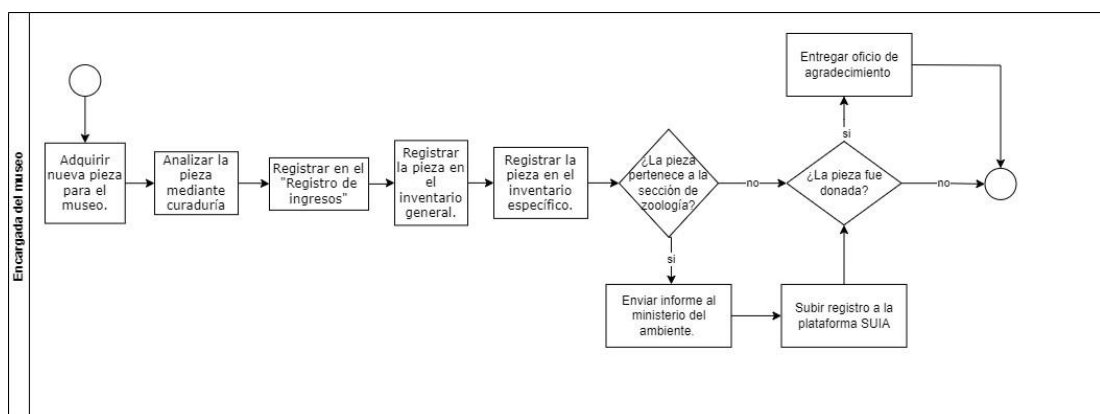 Encargada del museo
Adquirir
nueva pieza
para el
museo.
Analizar la
pieza
mediante
curaduría
Registrar en el
"Registro de
ingresos"
Registrar
la pieza en
el
inventario
general.
Registrar la
pieza en el
inventario
específico.
¿La pieza
pertenece a la
sección de
zoología?
no
si
Enviar informe al
ministerio del
ambiente.
Subir registro a la
plataforma SUIA
¿La pieza fue
donada?
si
no
Entregar oficio de
agradecimiento